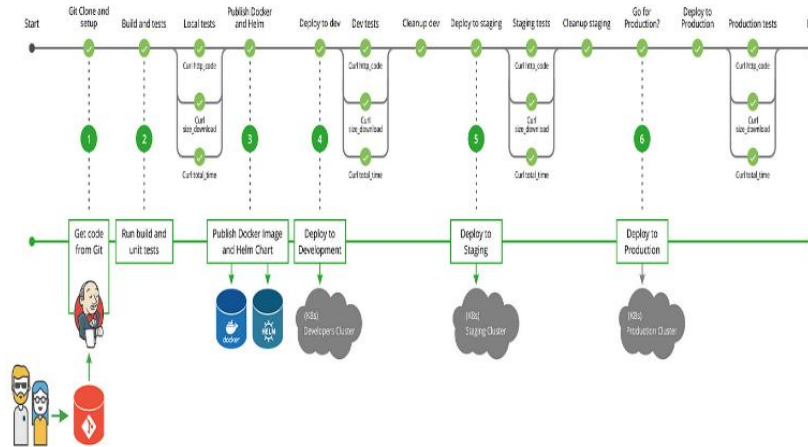 Start
Git Clone and
setup
Build and tests
Local tests
Publish Docker
and Helm
Deploy to dev
Dev tests
Cleanup dev
Deploy to staging
Staging tests
Cleanup staging
Go for
Production?
Deploy to
Production
Production tests
Curl http_code
Curl http_code
Curl http_code
Curl http_code
Curl
size_download
Curl
size_download
Curl
size_download
Curl
size_download
Curl total_time
Curl total_time
Curl total_time
Curl total_time
1
2
3
4
5
6
Get code
from Git
Run build and
unit tests
Publish Docker Image
and Helm Chart
Deploy to
Development
Deploy to
Staging
Deploy to
Production
docker
HELM
(K8s)
Developers Cluster
(K8s)
Staging Cluster
(K8s)
Production Cluster